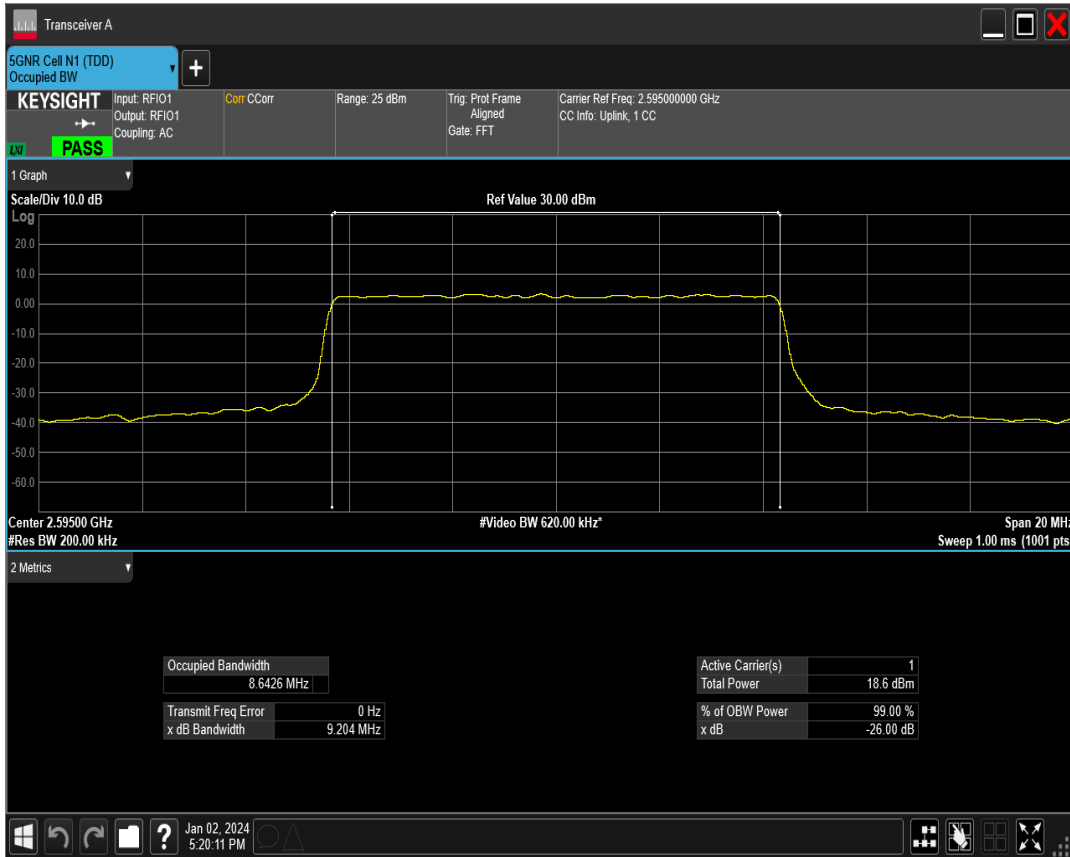 Transceiver A
5GNR Cell N1 (TDD)
Occupied BW
+
KEYSIGHT
LXI
PASS
Input: RFIO1
Output: RFIO1
Coupling: AC
Corr CCorr
Range: 25 dBm
Trig: Prot Frame
Aligned
Gate: FFT
Carrier Ref Freq: 2.595000000 GHz
CC Info: Uplink, 1 CC
1 Graph
Scale/Div 10.0 dB
Ref Value 30.00 dBm
Log
20.0
10.0
0.00
-10.0
-20.0
-30.0
-40.0
-50.0
-60.0
Center 2.59500 GHz
#Video BW 620.00 kHz*
Span 20 MHz
#Res BW 200.00 kHz
Sweep 1.00 ms (1001 pts
2 Metrics
Occupied Bandwidth
8.6426 MHz
Transmit Freq Error 0 Hz
x dB Bandwidth 9.204 MHz
Active Carrier(s) 1
Total Power 18.6 dBm
% of OBW Power 99.00 %
x dB -26.00 dB
?
Jan 02, 2024
5:20:11 PM